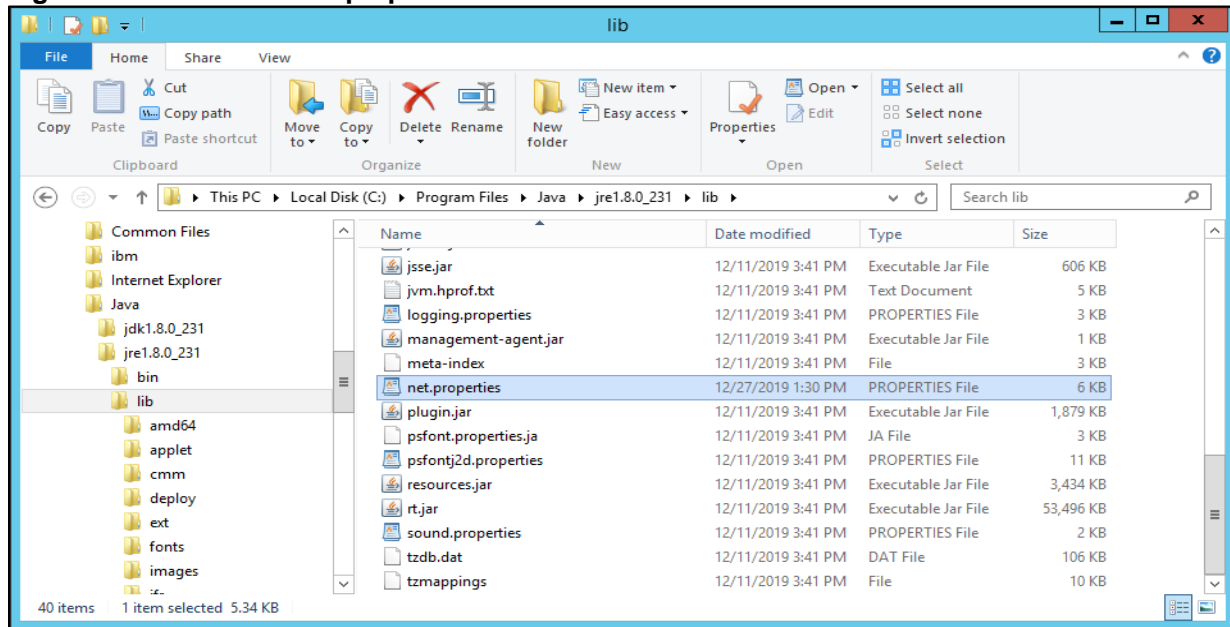 lib
File Home Share View
Copy Paste Cut Copy path Paste shortcut Move to Copy to Delete Rename New folder New item Easy access Properties Open Edit Select all Select none Invert selection
Clipboard Organize New Open Select
This PC Local Disk (C:) Program Files Java jre1.8.0_231 lib Search lib
Common Files
ibm
Internet Explorer
Java
jdk1.8.0_231
jre1.8.0_231
bin
lib
amd64
applet
cmm
deploy
ext
fonts
images
Name Date modified Type Size
jsse.jar 12/11/2019 3:41 PM Executable Jar File 606 KB
jvm.hprof.txt 12/11/2019 3:41 PM Text Document 5 KB
logging.properties 12/11/2019 3:41 PM PROPERTIES File 3 KB
management-agent.jar 12/11/2019 3:41 PM Executable Jar File 1 KB
meta-index 12/11/2019 3:41 PM File 3 KB
net.properties 12/27/2019 1:30 PM PROPERTIES File 6 KB
plugin.jar 12/11/2019 3:41 PM Executable Jar File 1,879 KB
psfont.properties.ja 12/11/2019 3:41 PM JA File 3 KB
psfontj2d.properties 12/11/2019 3:41 PM PROPERTIES File 11 KB
resources.jar 12/11/2019 3:41 PM Executable Jar File 3,434 KB
rt.jar 12/11/2019 3:41 PM Executable Jar File 53,496 KB
sound.properties 12/11/2019 3:41 PM PROPERTIES File 2 KB
tzdb.dat 12/11/2019 3:41 PM DAT File 106 KB
tzmappings 12/11/2019 3:41 PM File 10 KB
40 items 1 item selected 5.34 KB